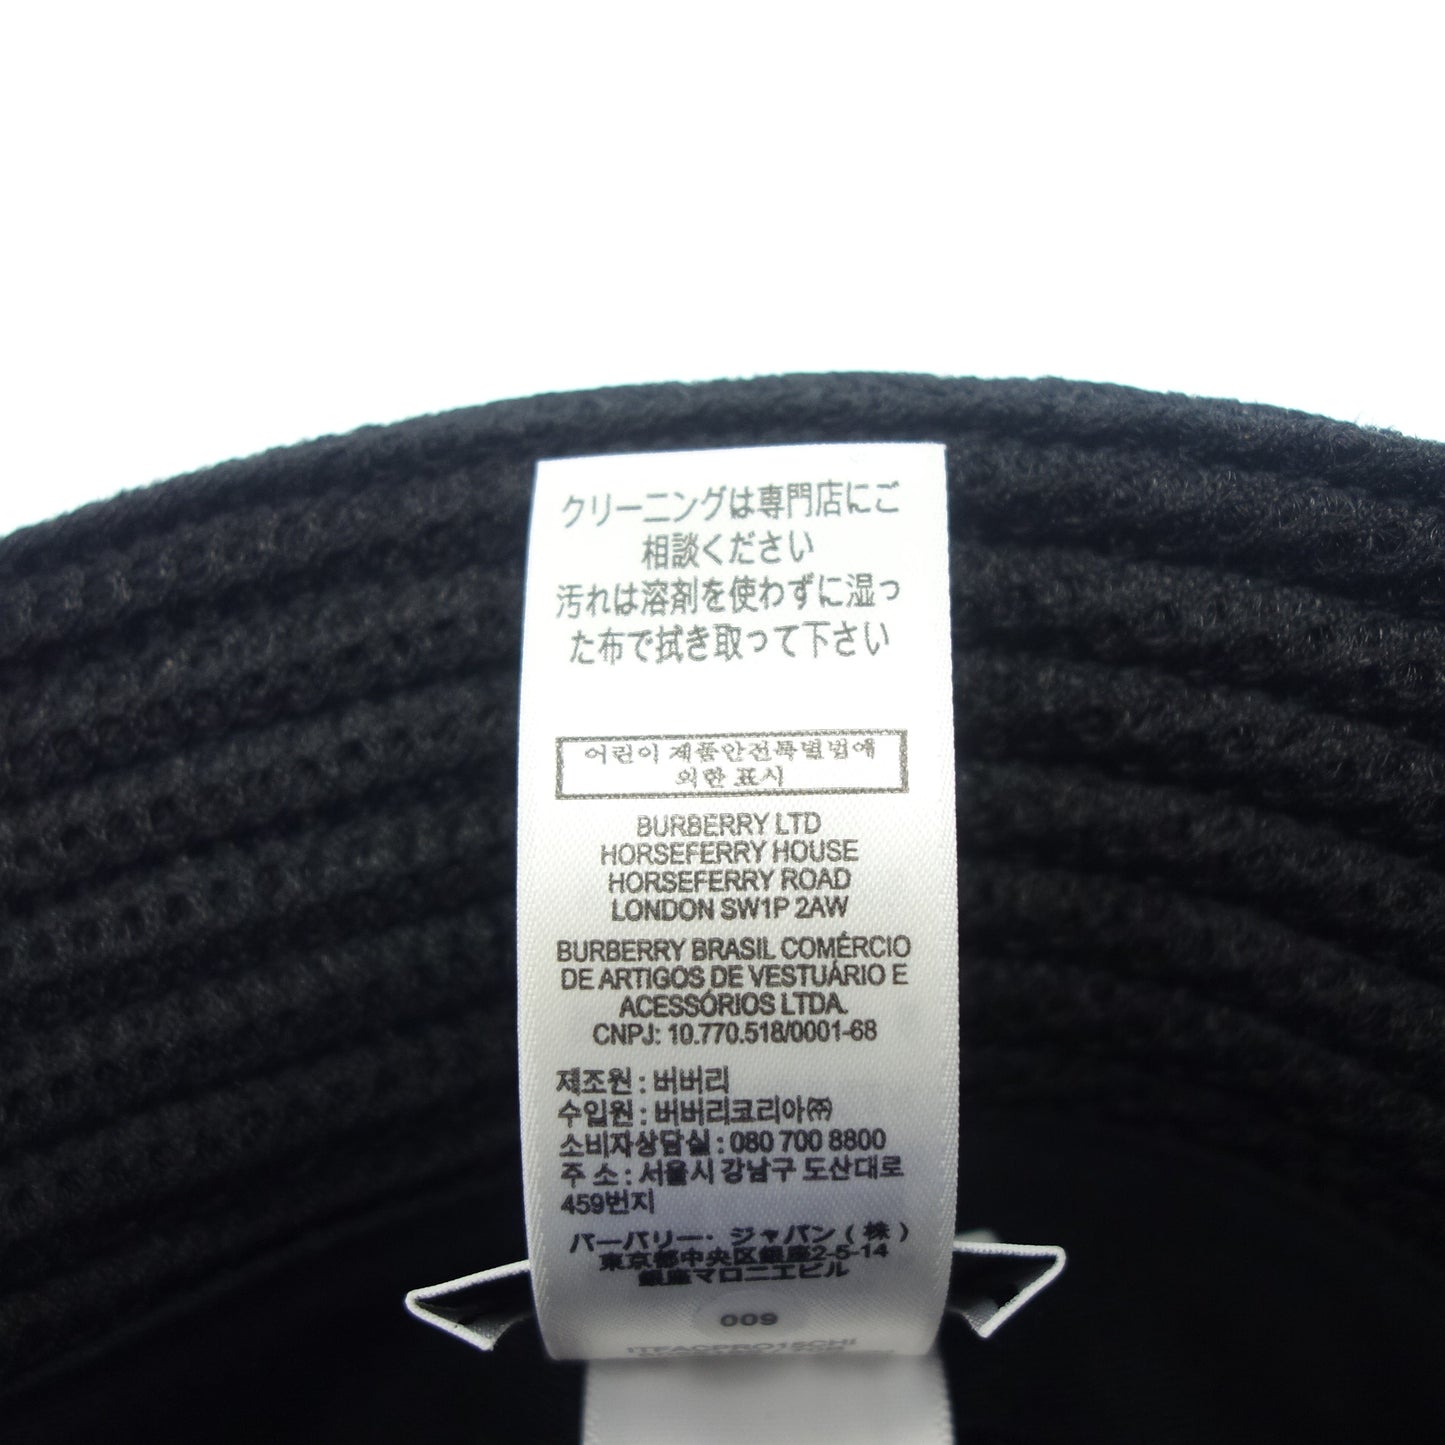 クリーニングは専門店にご
相談ください
汚れは溶剤を使わずに湿っ
た布で拭き取って下さい
어린이 제품안전특별법에
의한 표시
BURBERRY LTD
HORSEFERRY HOUSE
HORSEFERRY ROAD
LONDON SW1P 2AW
BURBERRY BRASIL COMÉRCIO
DE ARTIGOS DE VESTUÁRIO E
ACESSÓRIOS LTDA.
CNPJ: 10.770.518/0001-68
제조원 : 버버리
수입원 : 버버리코리아㈜
소비자상담실 : 080 700 8800
주 소 : 서울시 강남구 도산대로
459번지
バーバリー・ジャパン(株)
東京都中央区銀座2-5-14
銀座マロニエビル
009
ITFACPRO15CHI